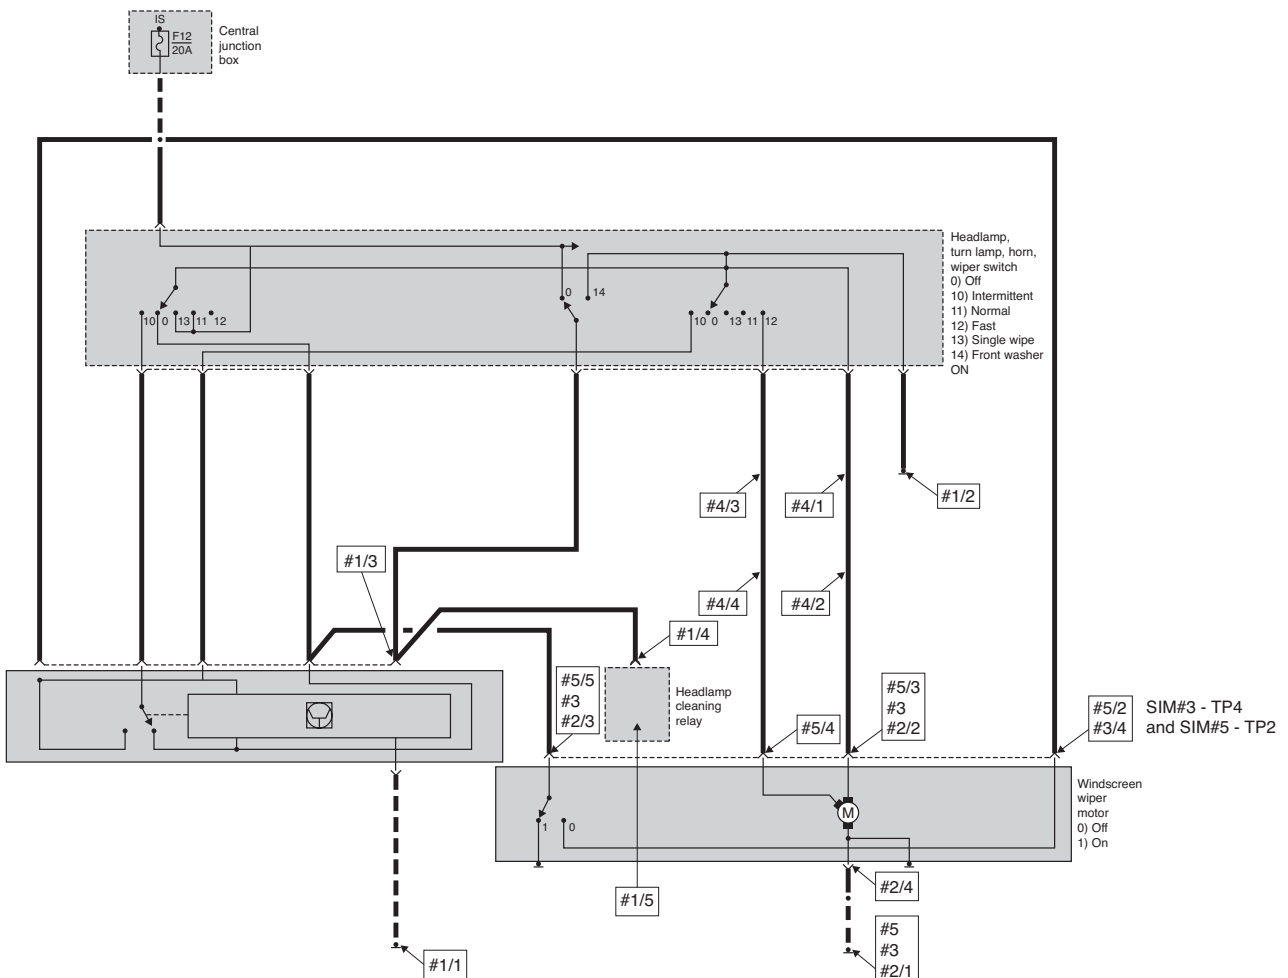 IS
F12
20A
Central
junction
box
Headlamp,
turn lamp, horn,
wiper switch
0) Off
10) Intermittent
11) Normal
12) Fast
13) Single wipe
14) Front washer
ON
0
14
10
0
13
11
12
10
0
13
11
12
#4/3
#4/1
#1/2
#1/3
#4/4
#4/2
#1/4
#5/5
#3
#2/3
Headlamp
cleaning
relay
#5/3
#3
#2/2
#5/4
#5/2
#3/4
SIM#3 - TP4
and SIM#5 - TP2
Windscreen
wiper
motor
0) Off
1) On
M
1
0
#1/5
#2/4
#5
#3
#2/1
#1/1